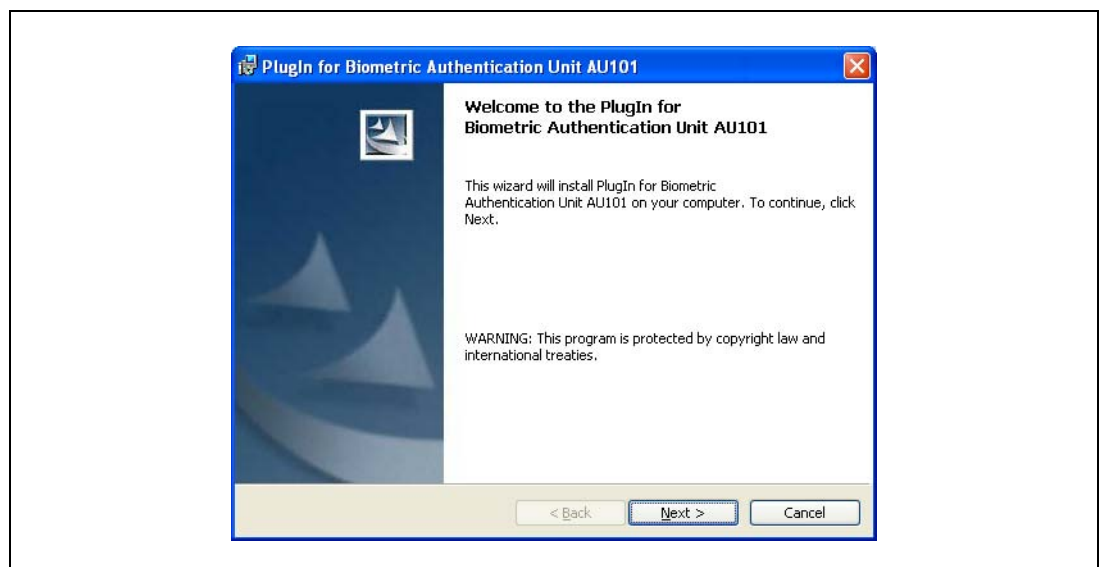 PlugIn for Biometric Authentication Unit AU101
Welcome to the PlugIn for
Biometric Authentication Unit AU101
This wizard will install PlugIn for Biometric
Authentication Unit AU101 on your computer. To continue, click
Next.
WARNING: This program is protected by copyright law and
international treaties.
< Back
Next >
Cancel